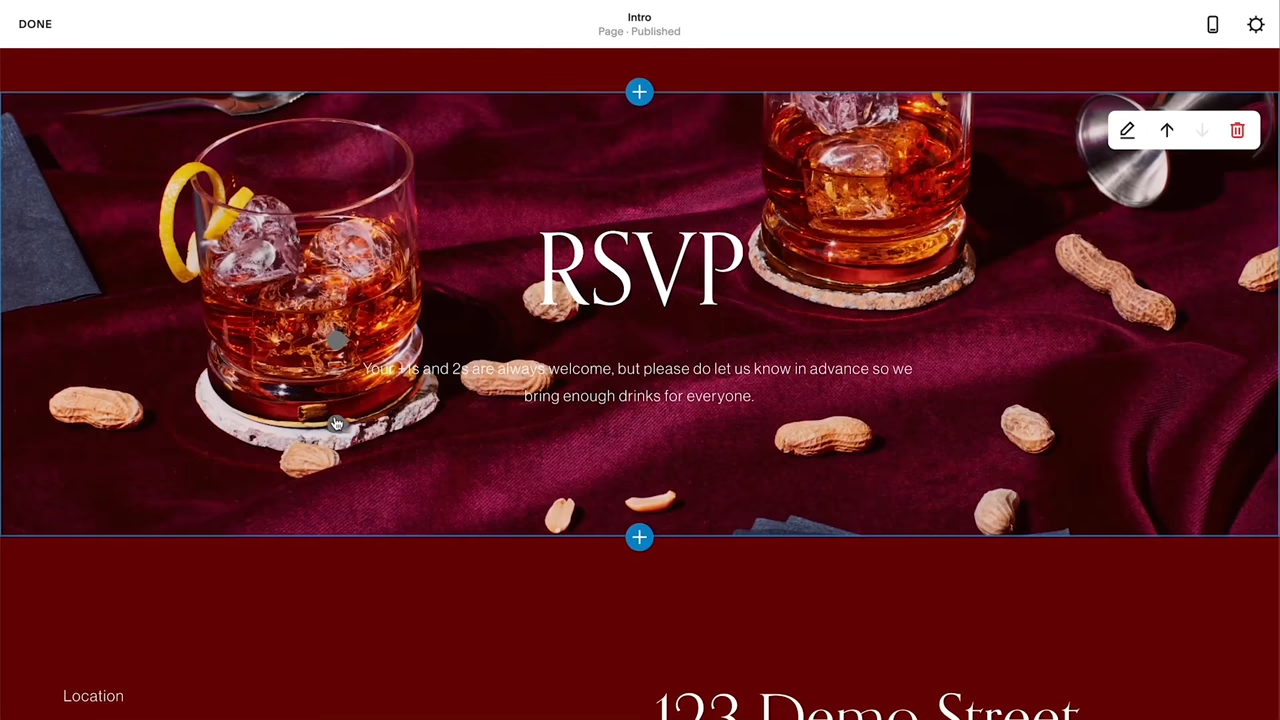 DONE
Intro
Page · Published
RSVP
Your +1s and 2s are always welcome, but please do let us know in advance so we
bring enough drinks for everyone.
Location
123 Demo Street